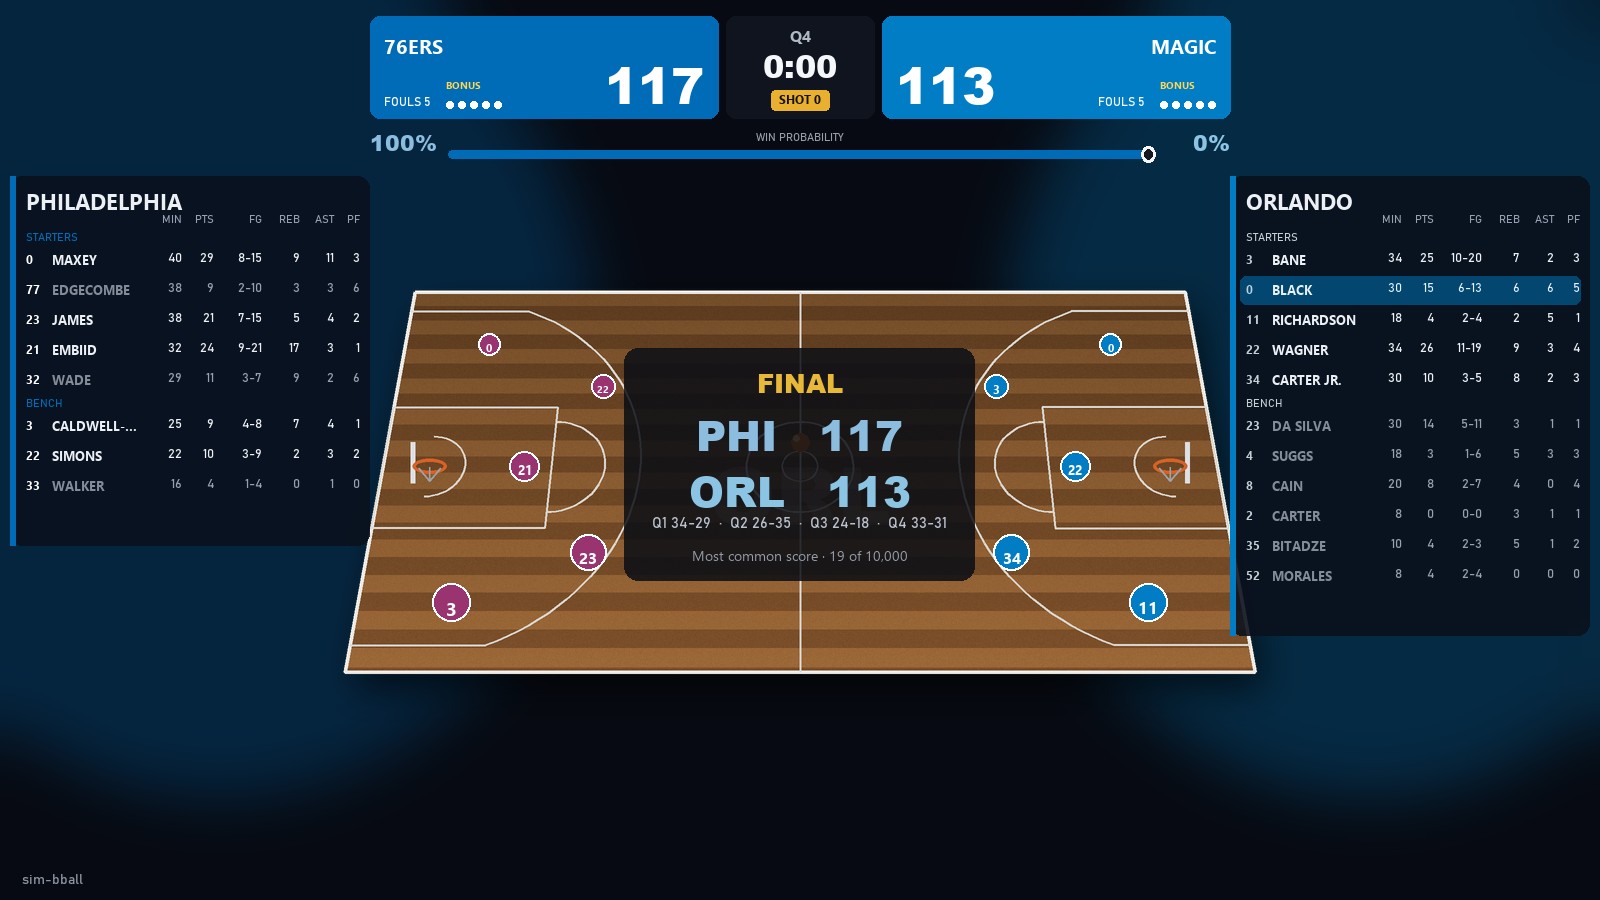 76ERS
117
BONUS
FOULS 5
Q4
0:00
SHOT 0
MAGIC
113
BONUS
FOULS 5
100% WIN PROBABILITY 0%
PHILADELPHIA
MIN PTS FG REB AST PF
STARTERS
0 MAXEY 40 29 8-15 9 11 3
77 EDGECOMBE 38 9 2-10 3 3 6
23 JAMES 38 21 7-15 5 4 2
21 EMBIID 32 24 9-21 17 3 1
32 WADE 29 11 3-7 9 2 6
BENCH
3 CALDWELL-... 25 9 4-8 7 4 1
22 SIMONS 22 10 3-9 2 3 2
33 WALKER 16 4 1-4 0 1 0
ORLANDO
MIN PTS FG REB AST PF
STARTERS
3 BANE 34 25 10-20 7 2 3
0 BLACK 30 15 6-13 6 6 5
11 RICHARDSON 18 4 2-4 2 5 1
22 WAGNER 34 26 11-19 9 3 4
34 CARTER JR. 30 10 3-5 8 2 3
BENCH
23 DA SILVA 30 14 5-11 3 1 1
4 SUGGS 18 3 1-6 5 3 3
8 CAIN 20 8 2-7 4 0 4
2 CARTER 8 0 0-0 3 1 1
35 BITADZE 10 4 2-3 5 1 2
52 MORALES 8 4 2-4 0 0 0
0
22
21
23
3
0
3
22
34
11
FINAL
PHI 117
ORL 113
Q1 34-29 · Q2 26-35 · Q3 24-18 · Q4 33-31
Most common score · 19 of 10,000
sim-bball